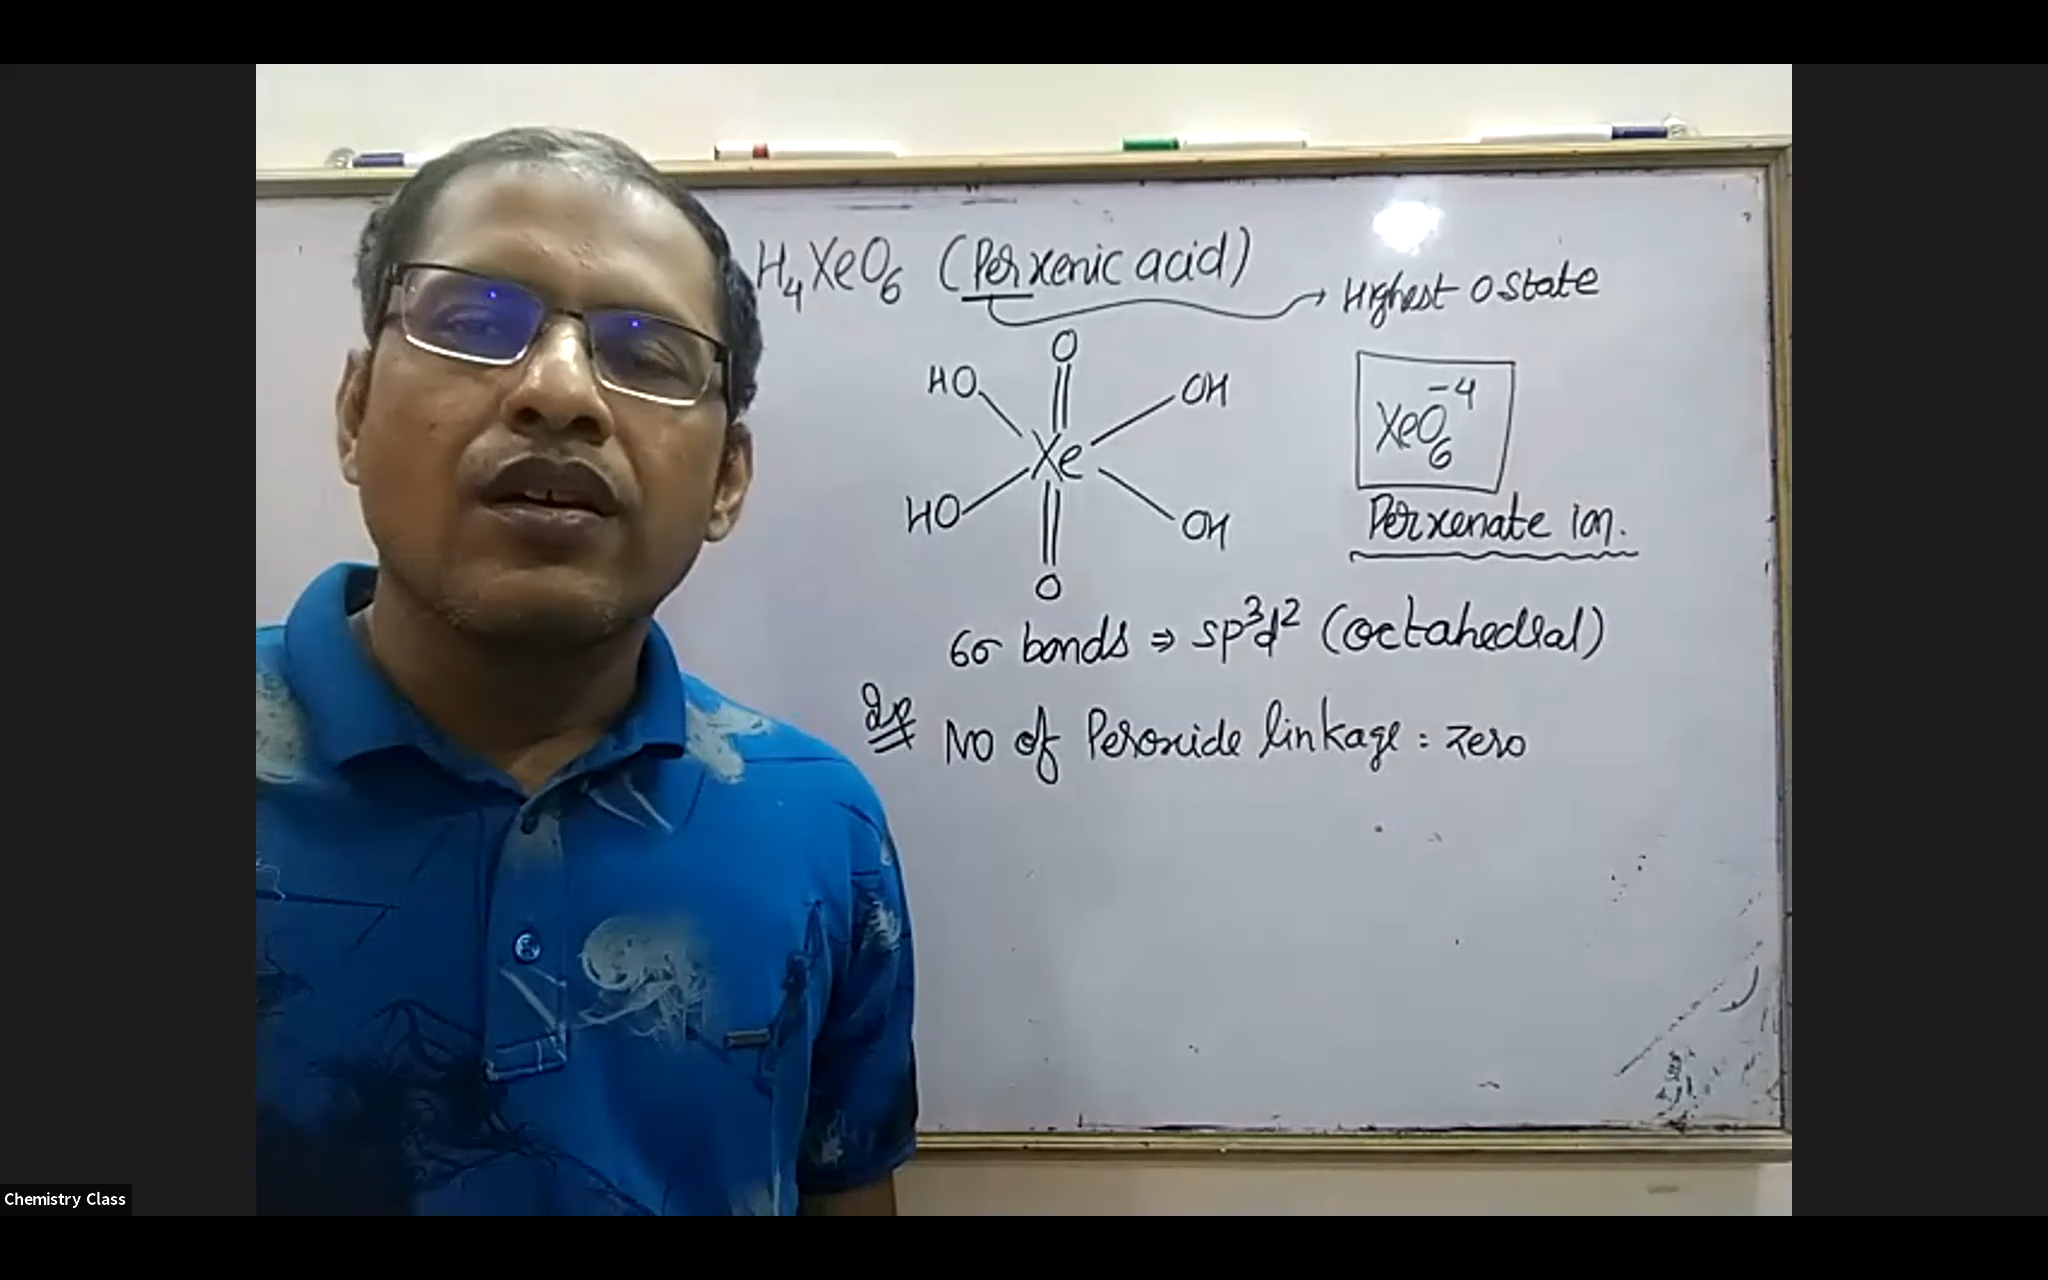 H₄XeO₆ (Perxenic acid)
Highest O State
O
HO
OH
Xe
HO
OH
O
XeO₆⁻⁴
Perxenate ion.
6σ bonds ⇒ sp³d² (octahedral)
Imp
No of Peroxide linkage : zero
Chemistry Class